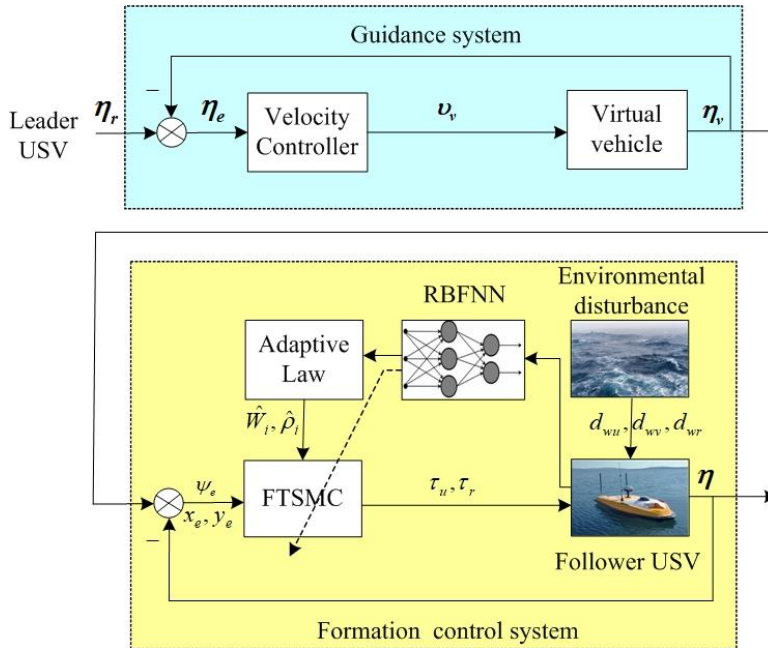 Guidance system
Leader
USV
η_r
−
η_e
Velocity
Controller
υ_v
Virtual
vehicle
η_v
RBFNN
Environmental
disturbance
Adaptive
Law
Ŵ_i, ρ̂_i
d_wu, d_wv, d_wr
ψ_e
x_e, y_e
−
FTSMC
τ_u, τ_r
η
Follower USV
Formation control system